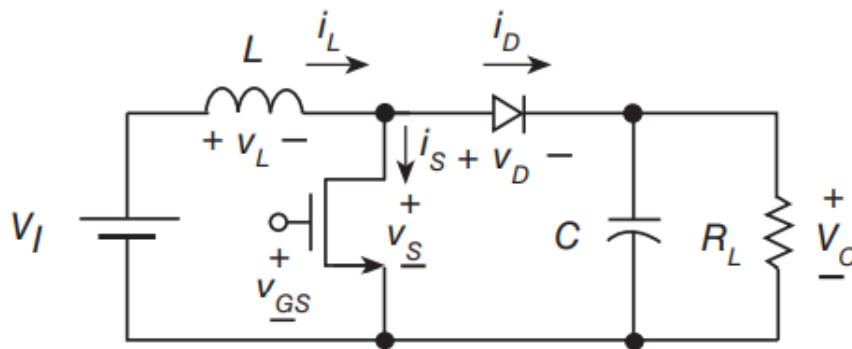 L
i_L
i_D
+ v_L −
i_S
+ v_D −
V_I
+
v_S
−
+
v_GS
−
C
R_L
+
V_O
−